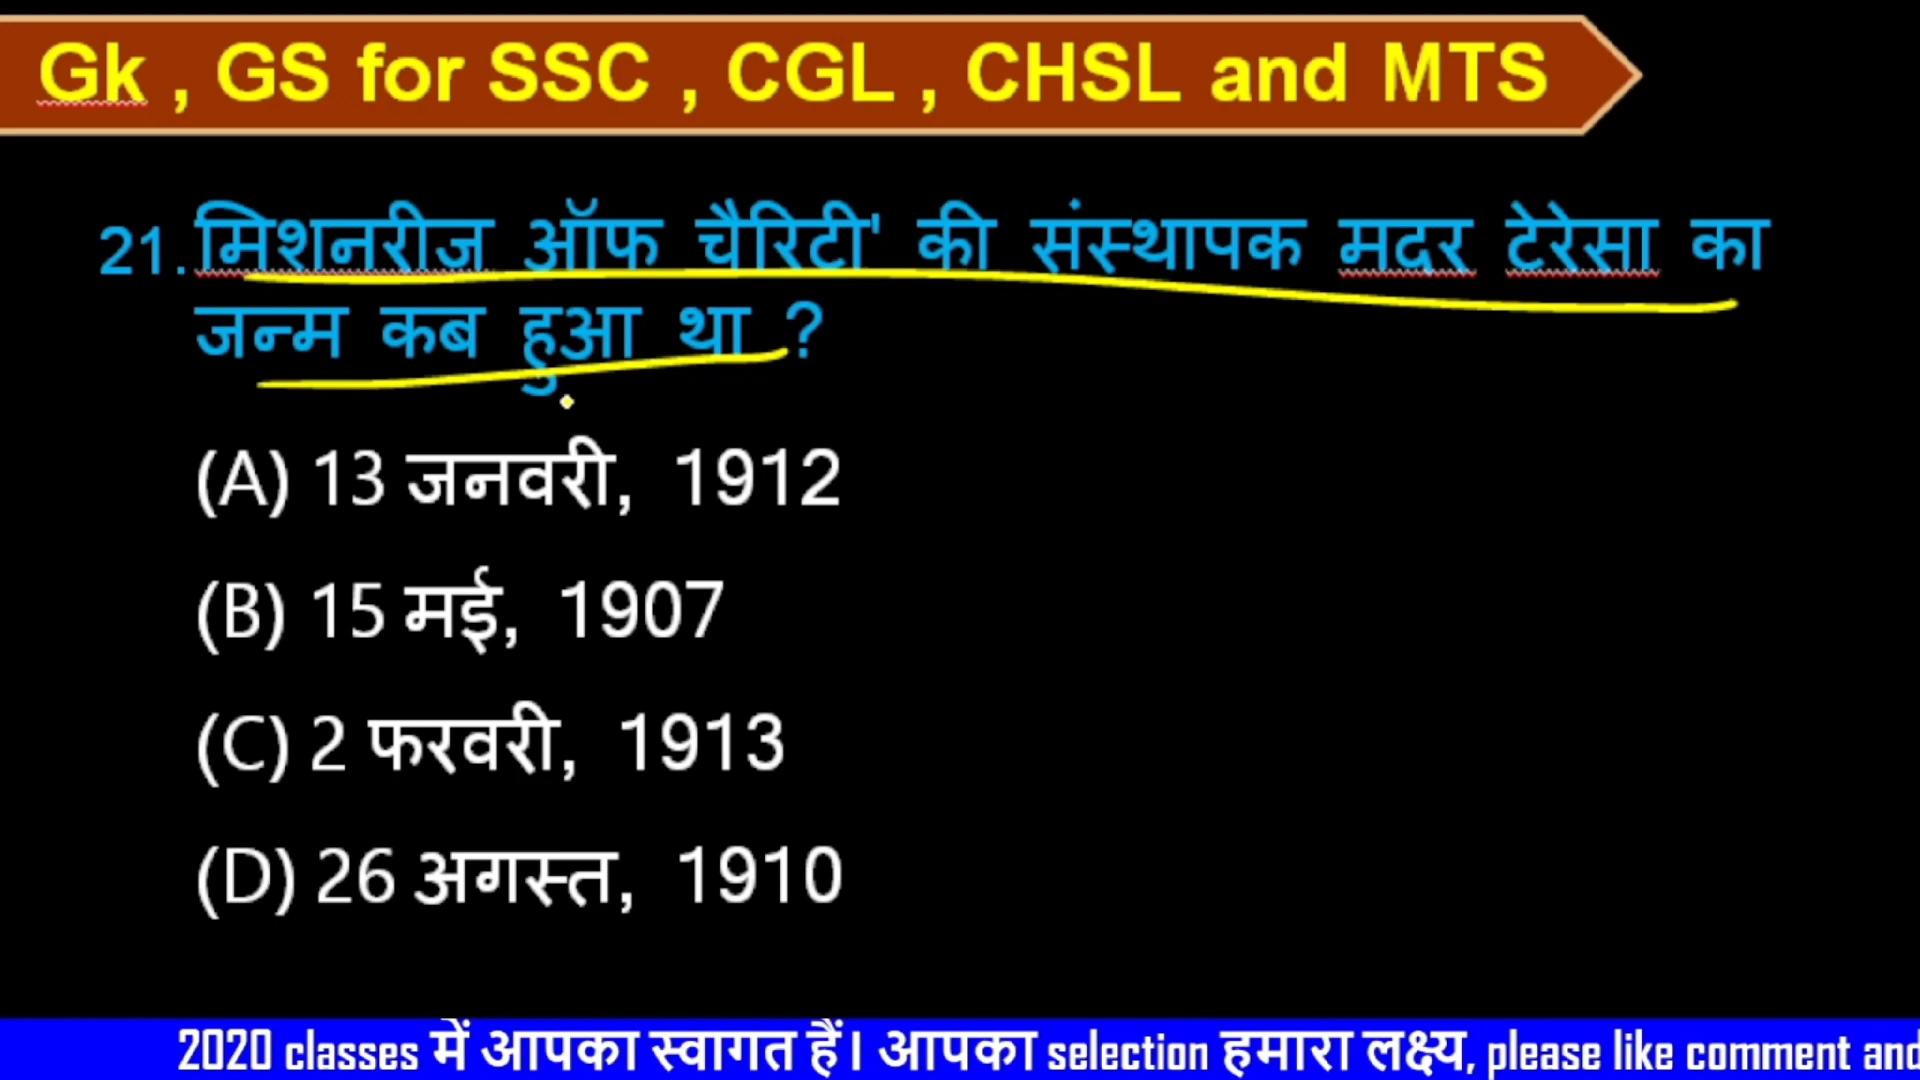 Gk , GS for SSC , CGL , CHSL and MTS
21. मिशनरीज ऑफ चैरिटी' की संस्थापक मदर टेरेसा का
जन्म कब हुआ था ?
(A) 13 जनवरी, 1912
(B) 15 मई, 1907
(C) 2 फरवरी, 1913
(D) 26 अगस्त, 1910
2020 classes में आपका स्वागत हैं। आपका selection हमारा लक्ष्य, please like comment and